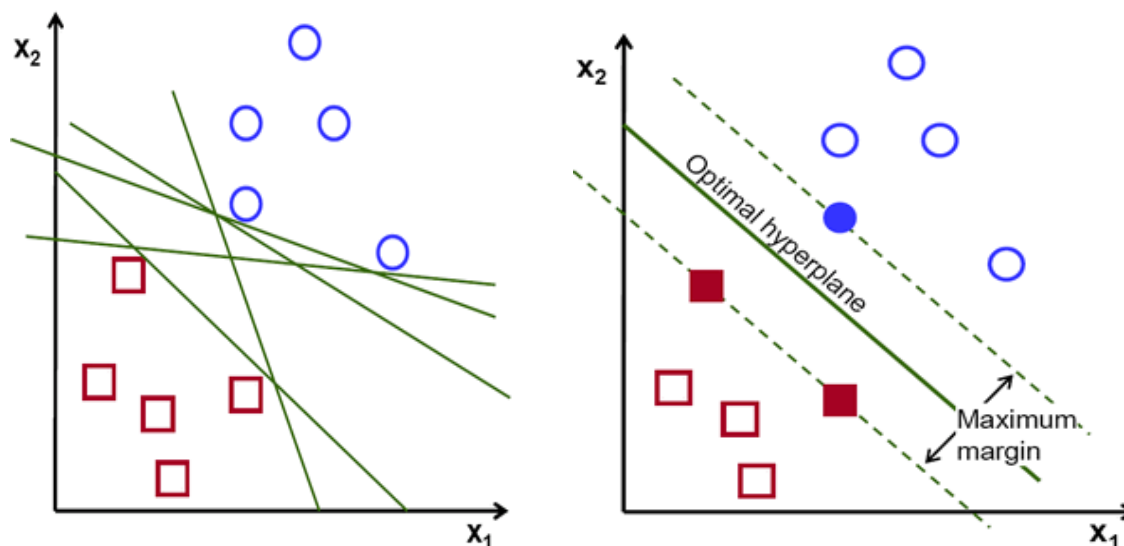 x₂
x₁
x₂
Optimal hyperplane
Maximum
margin
x₁